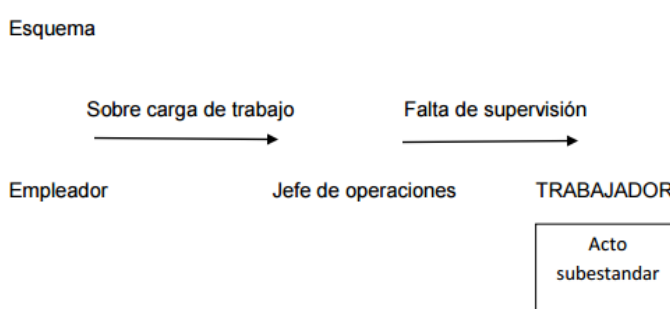 Esquema
Sobre carga de trabajo Falta de supervisión
Empleador Jefe de operaciones TRABAJADOR
Acto
subestandar